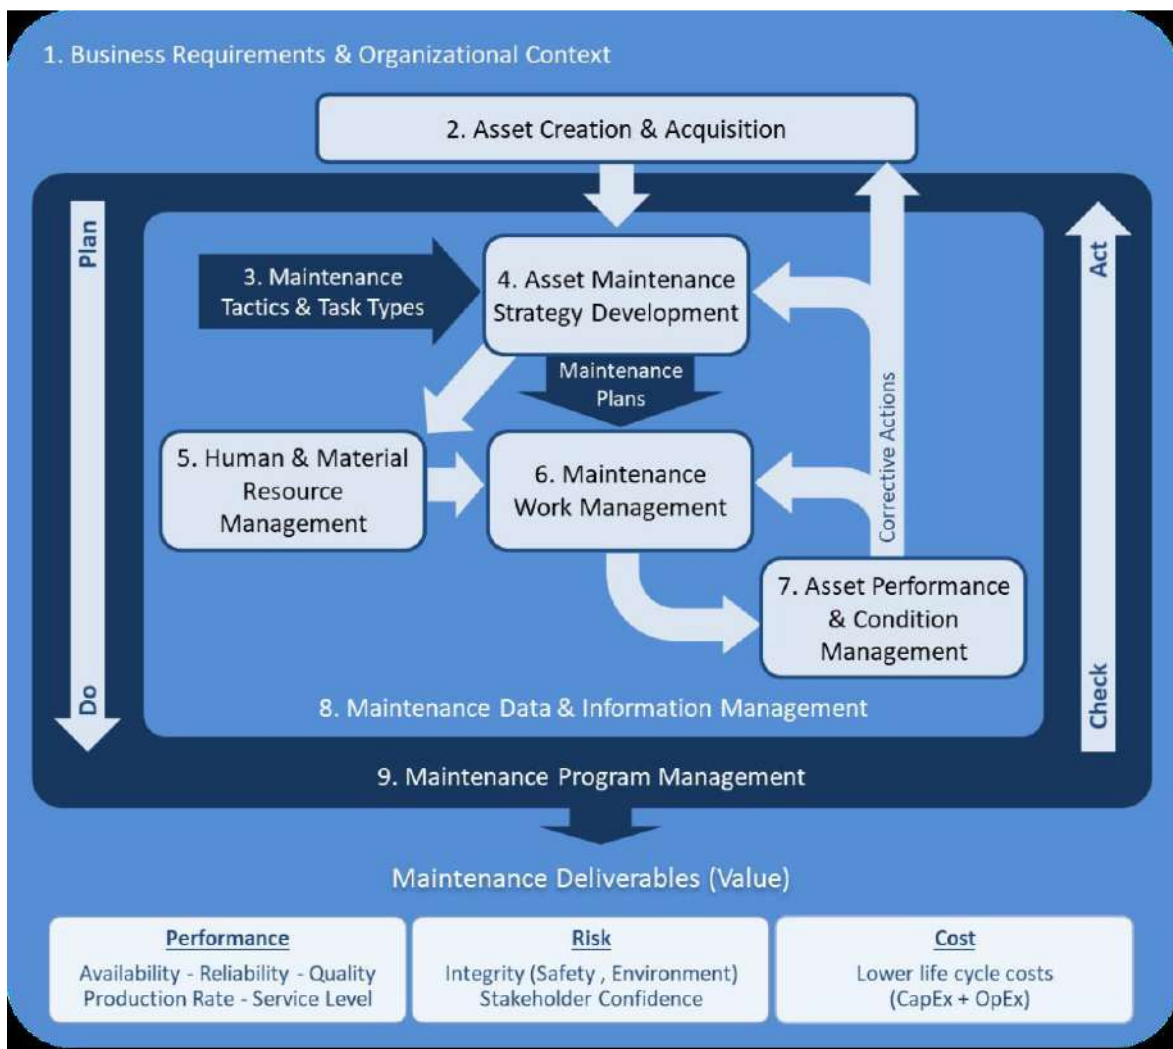 1. Business Requirements & Organizational Context
2. Asset Creation & Acquisition
Plan
Act
3. Maintenance
Tactics & Task Types
4. Asset Maintenance
Strategy Development
Maintenance
Plans
Corrective Actions
5. Human & Material
Resource
Management
6. Maintenance
Work Management
7. Asset Performance
& Condition
Management
Do
Check
8. Maintenance Data & Information Management
9. Maintenance Program Management
Maintenance Deliverables (Value)
Performance
Availability - Reliability - Quality
Production Rate - Service Level
Risk
Integrity (Safety , Environment)
Stakeholder Confidence
Cost
Lower life cycle costs
(CapEx + OpEx)